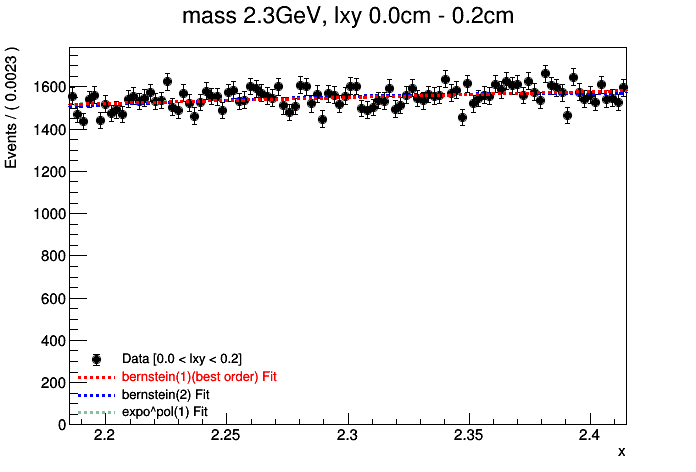 mass 2.3GeV, lxy 0.0cm - 0.2cm
Events / ( 0.0023 )
1600
1400
1200
1000
800
600
400
200
0
Data [0.0 < lxy < 0.2]
bernstein(1)(best order) Fit
bernstein(2) Fit
expo^pol(1) Fit
2.2 2.25 2.3 2.35 2.4
x